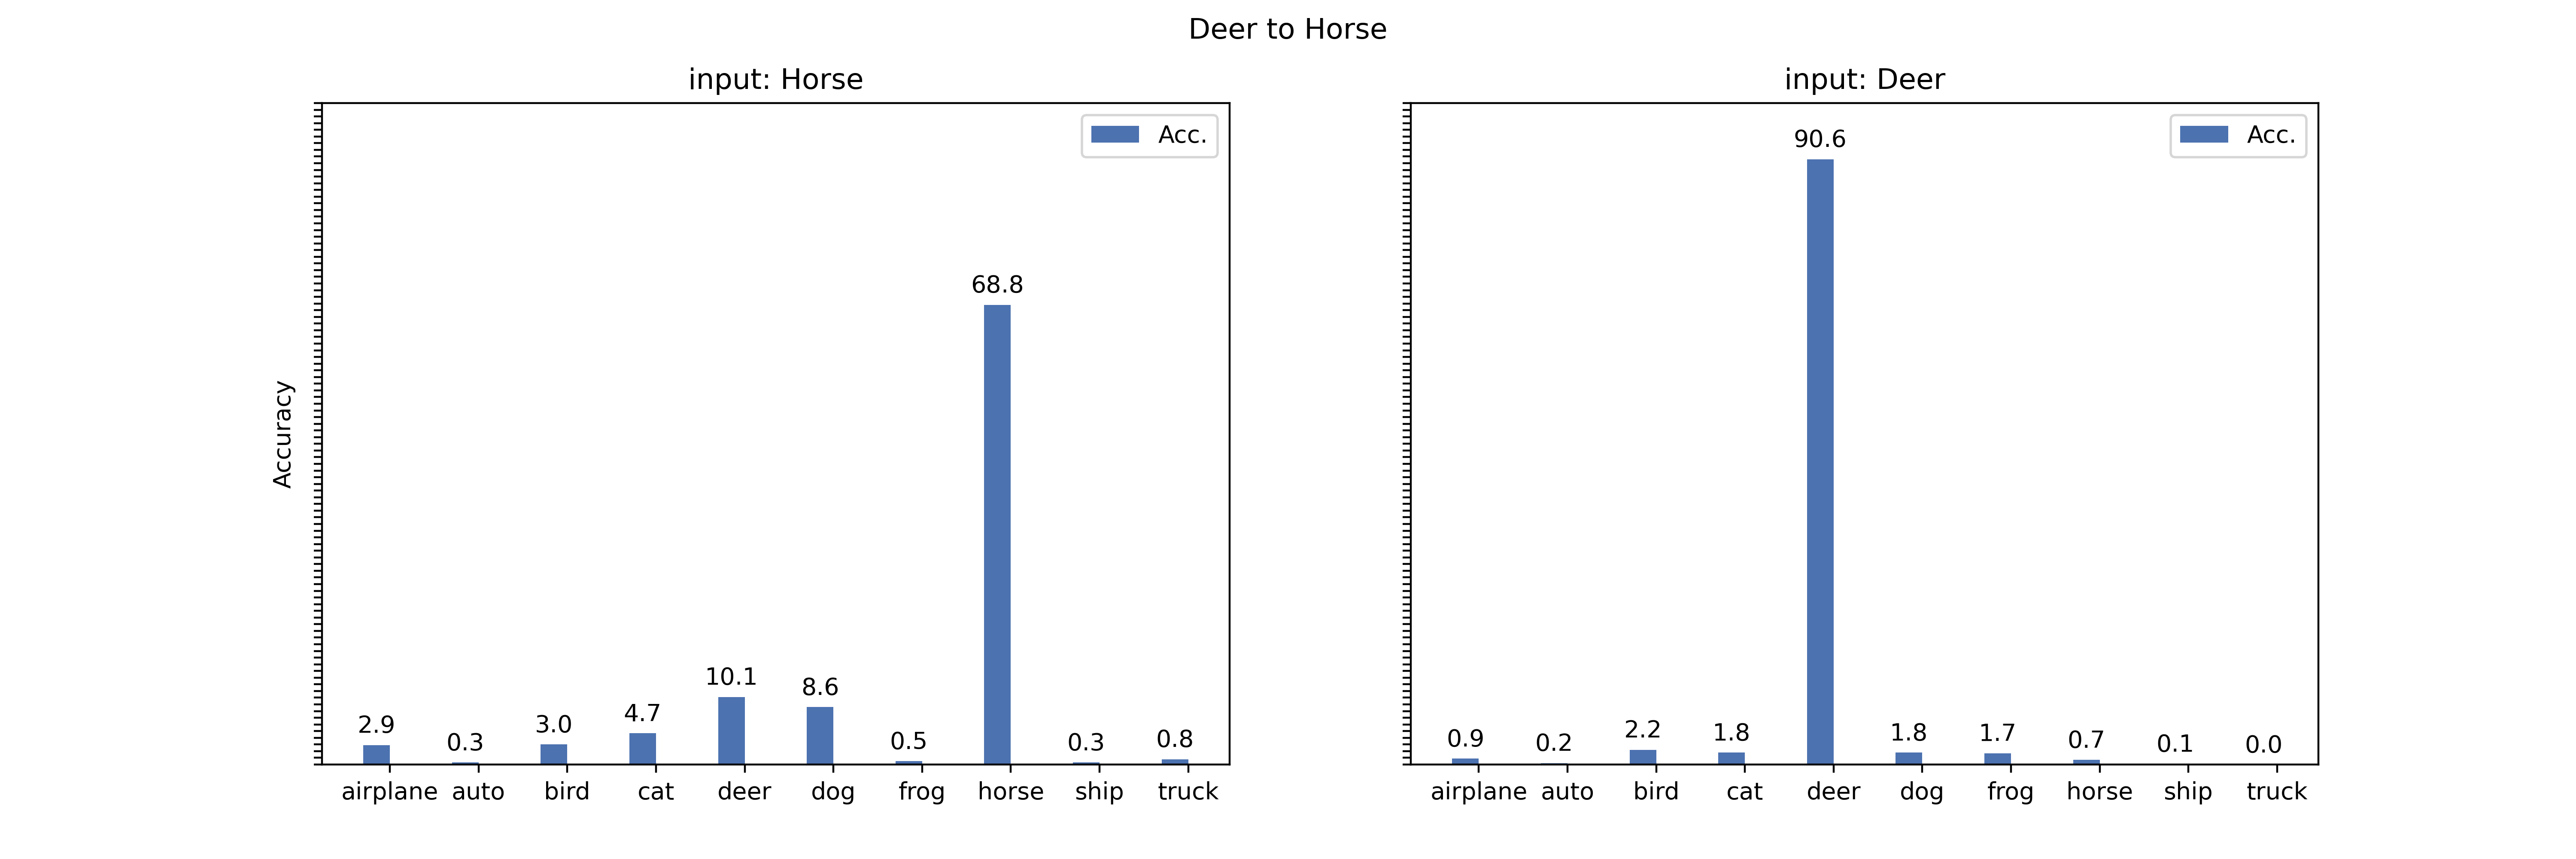 Deer to Horse
input: Horse
Acc.
Accuracy
68.8
10.1
8.6
4.7
3.0
2.9
0.8
0.5
0.3
0.3
airplane auto bird cat deer dog frog horse ship truck
input: Deer
Acc.
90.6
2.2
1.8
1.8
1.7
0.9
0.7
0.2
0.1
0.0
airplane auto bird cat deer dog frog horse ship truck